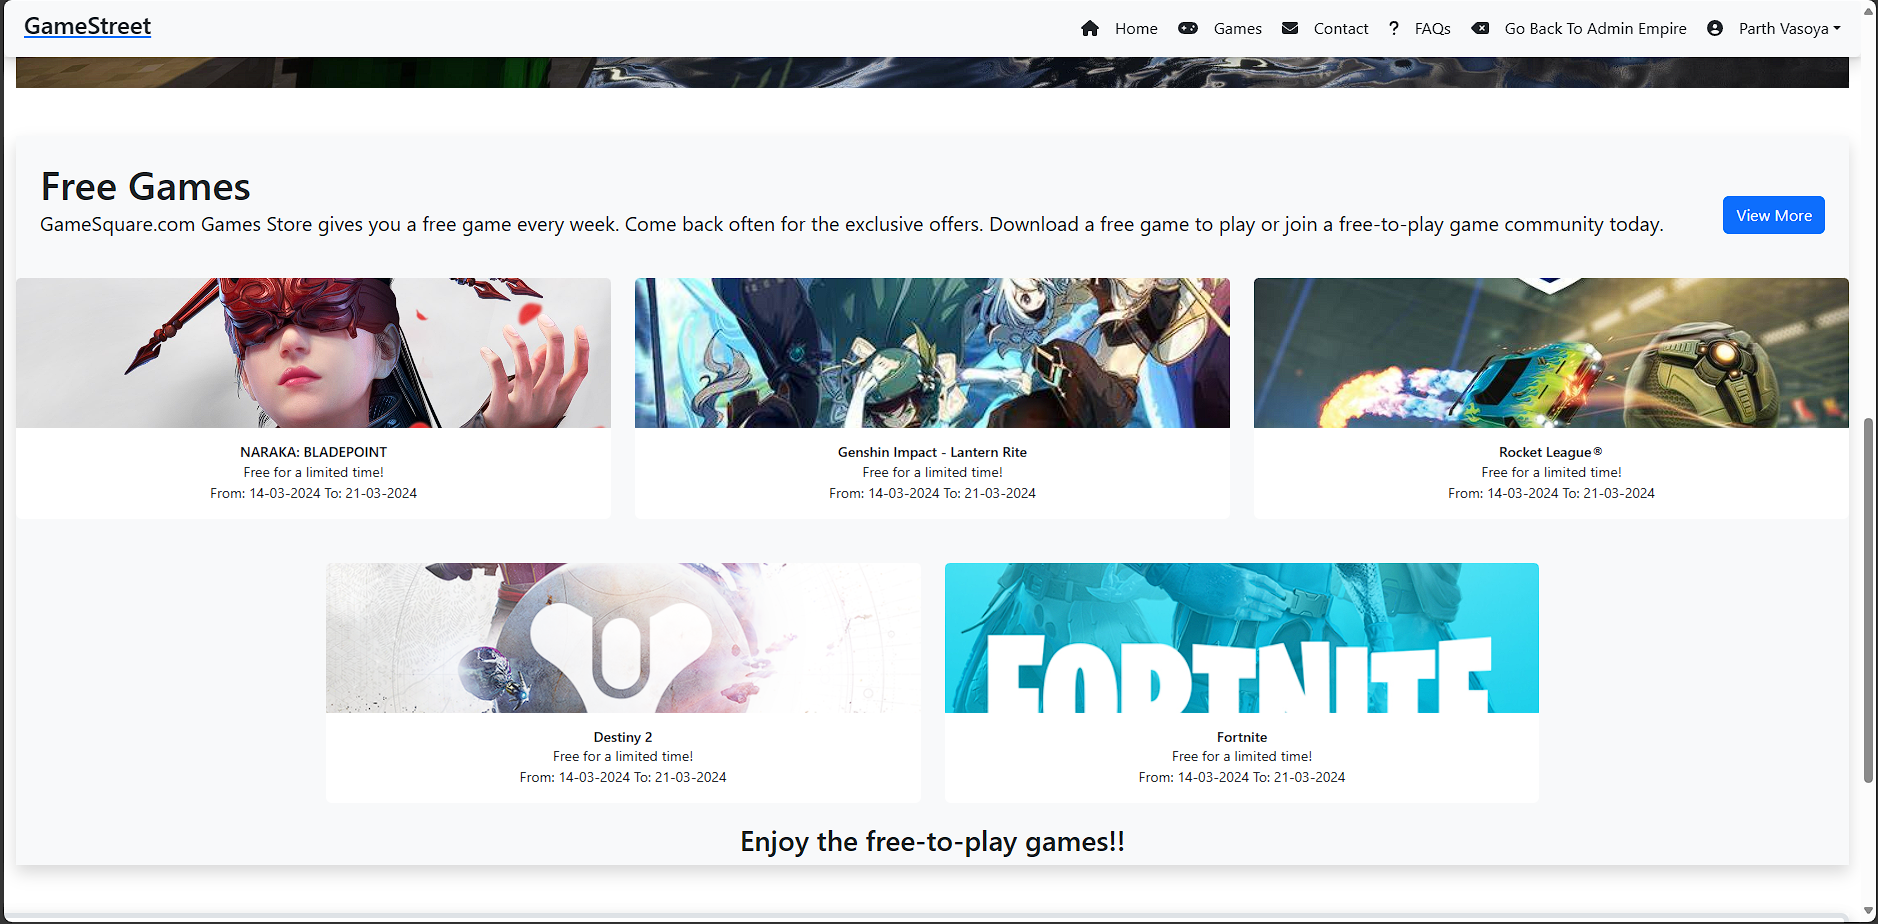 GameStreet
Home Games Contact FAQs Go Back To Admin Empire Parth Vasoya
Free Games
GameSquare.com Games Store gives you a free game every week. Come back often for the exclusive offers. Download a free game to play or join a free-to-play game community today.
View More
NARAKA: BLADEPOINT
Free for a limited time!
From: 14-03-2024 To: 21-03-2024
Genshin Impact - Lantern Rite
Free for a limited time!
From: 14-03-2024 To: 21-03-2024
Rocket League®
Free for a limited time!
From: 14-03-2024 To: 21-03-2024
FORTNITE
Destiny 2
Free for a limited time!
From: 14-03-2024 To: 21-03-2024
Fortnite
Free for a limited time!
From: 14-03-2024 To: 21-03-2024
Enjoy the free-to-play games!!